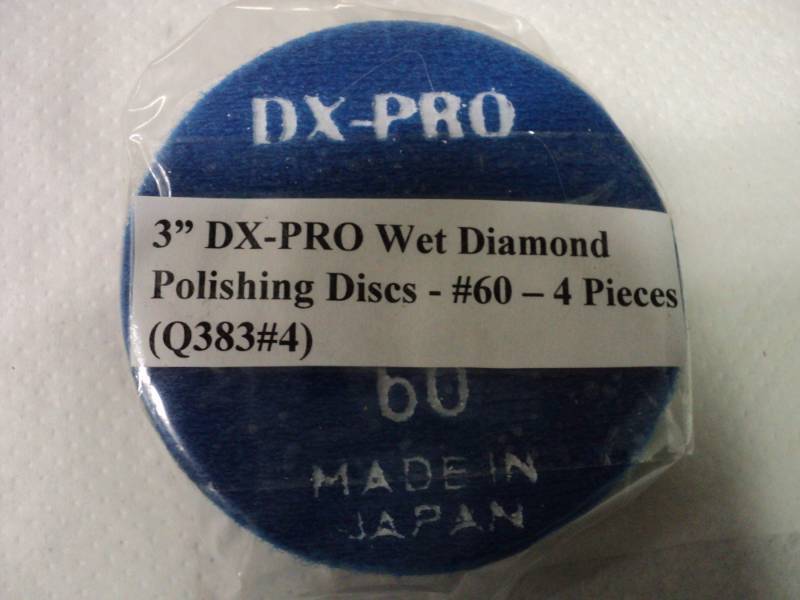 DX-PRO
3” DX-PRO Wet Diamond
Polishing Discs - #60 – 4 Pieces
(Q383#4)
60
MADE IN
JAPAN